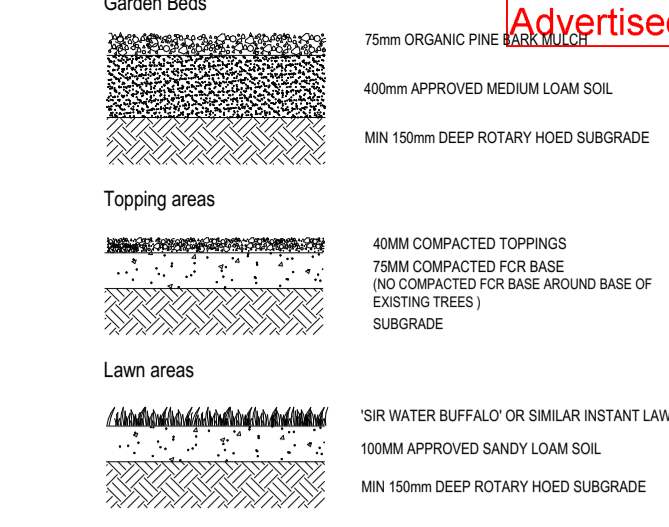 Garden Beds
Advertised
75mm ORGANIC PINE BARK MULCH
400mm APPROVED MEDIUM LOAM SOIL
MIN 150mm DEEP ROTARY HOED SUBGRADE
Topping areas
40MM COMPACTED TOPPINGS
75MM COMPACTED FCR BASE
(NO COMPACTED FCR BASE AROUND BASE OF
EXISTING TREES )
SUBGRADE
Lawn areas
'SIR WATER BUFFALO' OR SIMILAR INSTANT LAW
100MM APPROVED SANDY LOAM SOIL
MIN 150mm DEEP ROTARY HOED SUBGRADE